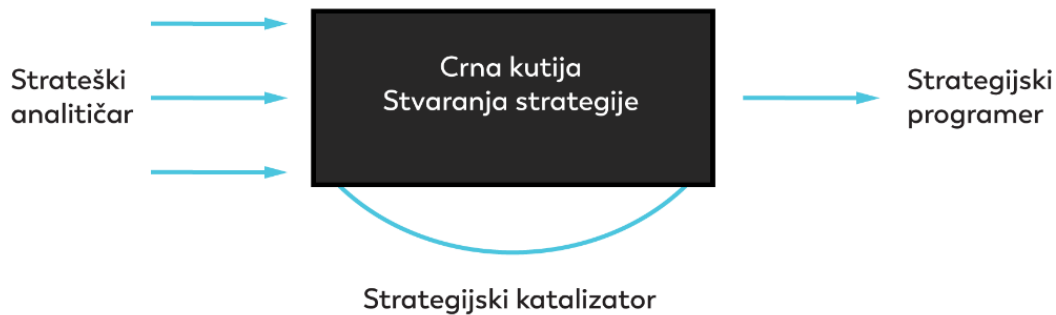 Strateški
analitičar
Crna kutija
Stvaranja strategije
Strategijski
programer
Strategijski katalizator